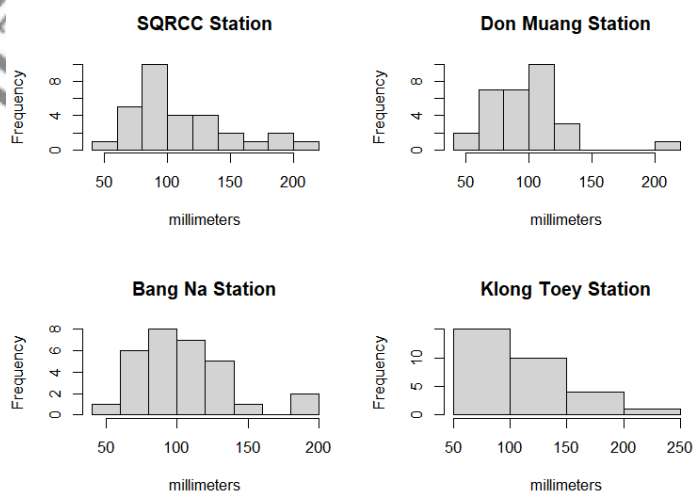 SQRCC Station
Frequency
0 4 8
50 100 150 200
millimeters
Don Muang Station
Frequency
0 4 8
50 100 150 200
millimeters
Bang Na Station
Frequency
0 2 4 6 8
50 100 150 200
millimeters
Klong Toey Station
Frequency
0 5 10
50 100 150 200 250
millimeters